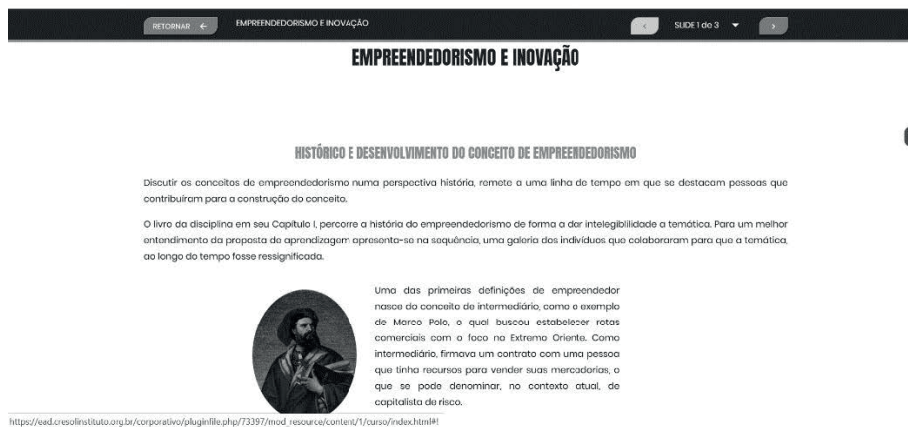 RETORNAR ← EMPREENDEDORISMO E INOVAÇÃO < SLIDE 1 de 3 ▼ >
EMPREENDEDORISMO E INOVAÇÃO
HISTÓRICO E DESENVOLVIMENTO DO CONCEITO DE EMPREENDEDORISMO
Discutir os conceitos de empreendedorismo numa perspectiva história, remete a uma linha de tempo em que se destacam pessoas que
contribuíram para a construção do conceito.
O livro da disciplina em seu Capítulo I, percorre a história do empreendedorismo de forma a dar inteligiblilidade a temática. Para um melhor
entendimento da proposta de aprendizagem apresenta-se na sequência, uma galeria dos indivíduos que colaboraram para que a temática,
ao longo do tempo fosse ressignificada.
Uma das primeiras definições de empreendedor
nasce do conceito de intermediário, como o exemplo
de Marco Polo, o qual buscou estabelecer rotas
comerciais com o foco no Extremo Oriente. Como
intermediário, firmava um contrato com uma pessoa
que tinha recursos para vender suas mercadorias, o
que se pode denominar, no contexto atual, de
capitalista de risco.
https://ead.cresolinstituto.org.br/corporativo/pluginfile.php/73397/mod_resource/content/1/curso/index.html#!